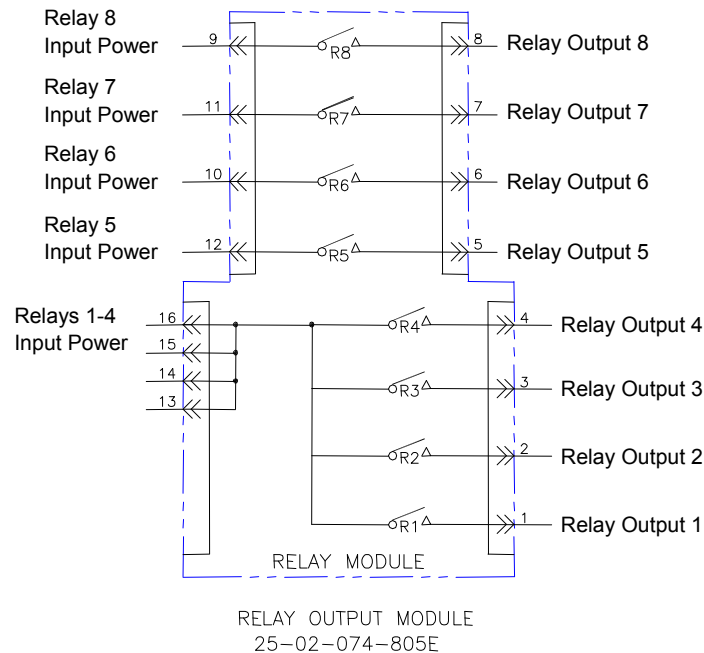 Relay 8
Input Power
9
R8
8
Relay Output 8
Relay 7
Input Power
11
R7
7
Relay Output 7
Relay 6
Input Power
10
R6
6
Relay Output 6
Relay 5
Input Power
12
R5
5
Relay Output 5
Relays 1-4
Input Power
16
15
14
13
R4
4
Relay Output 4
R3
3
Relay Output 3
R2
2
Relay Output 2
R1
1
Relay Output 1
RELAY MODULE
RELAY OUTPUT MODULE
25-02-074-805E